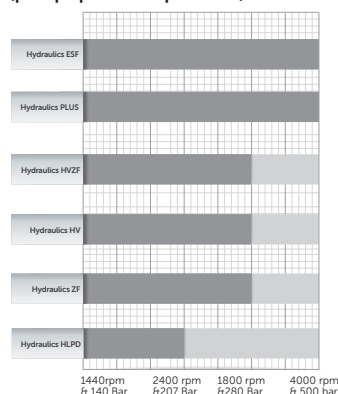 Hydraulics ESF
Hydraulics PLUS
Hydraulics HVZF
Hydraulics HV
Hydraulics ZF
Hydraulics HLPD
1440rpm 2400 rpm 1800 rpm 4000 rpm
& 140 Bar &207 Bar &280 Bar & 500 bar